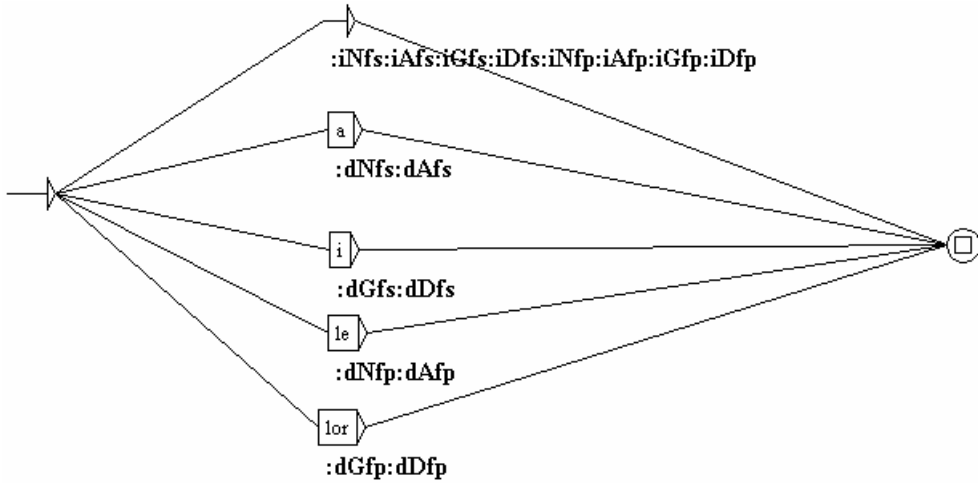 :iNfs:iAfs:iGfs:iDfs:iNfp:iAfp:iGfp:iDfp
a
:dNfs:dAfs
i
:dGfs:dDfs
le
:dNfp:dAfp
lor
:dGfp:dDfp